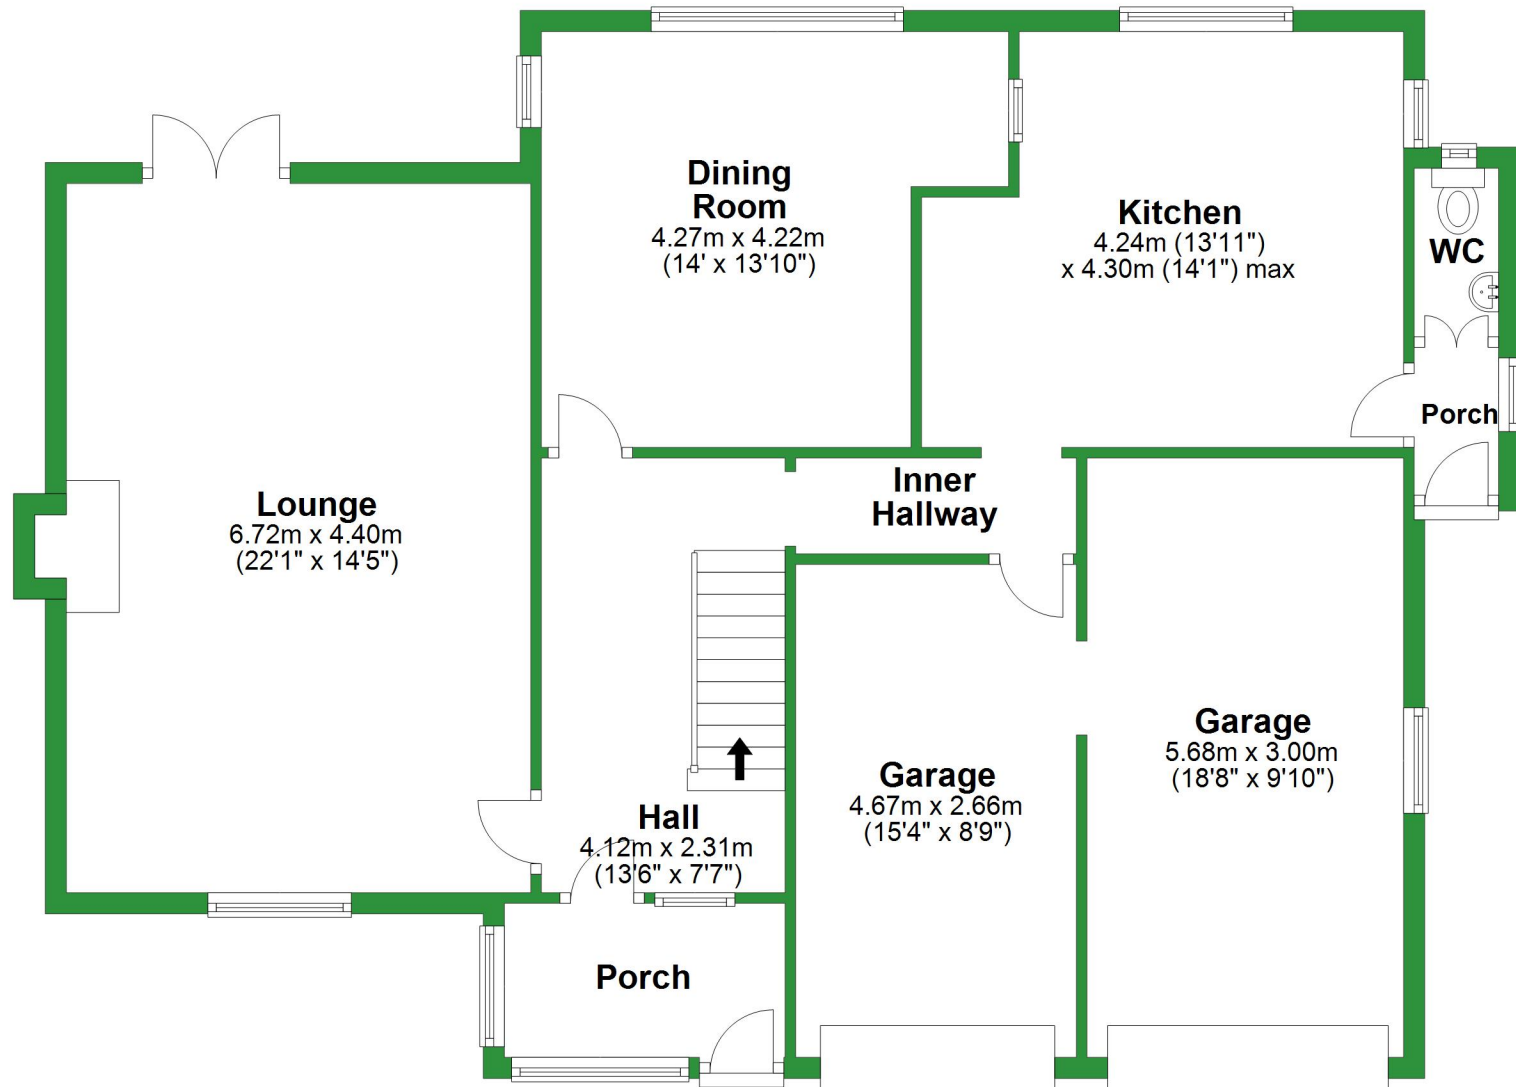 Dining
Room
4.27m x 4.22m
(14' x 13'10")
Kitchen
4.24m (13'11")
x 4.30m (14'1") max
WC
Porch
Lounge
6.72m x 4.40m
(22'1" x 14'5")
Inner
Hallway
Garage
5.68m x 3.00m
(18'8" x 9'10")
Garage
4.67m x 2.66m
(15'4" x 8'9")
Hall
4.12m x 2.31m
(13'6" x 7'7")
Porch